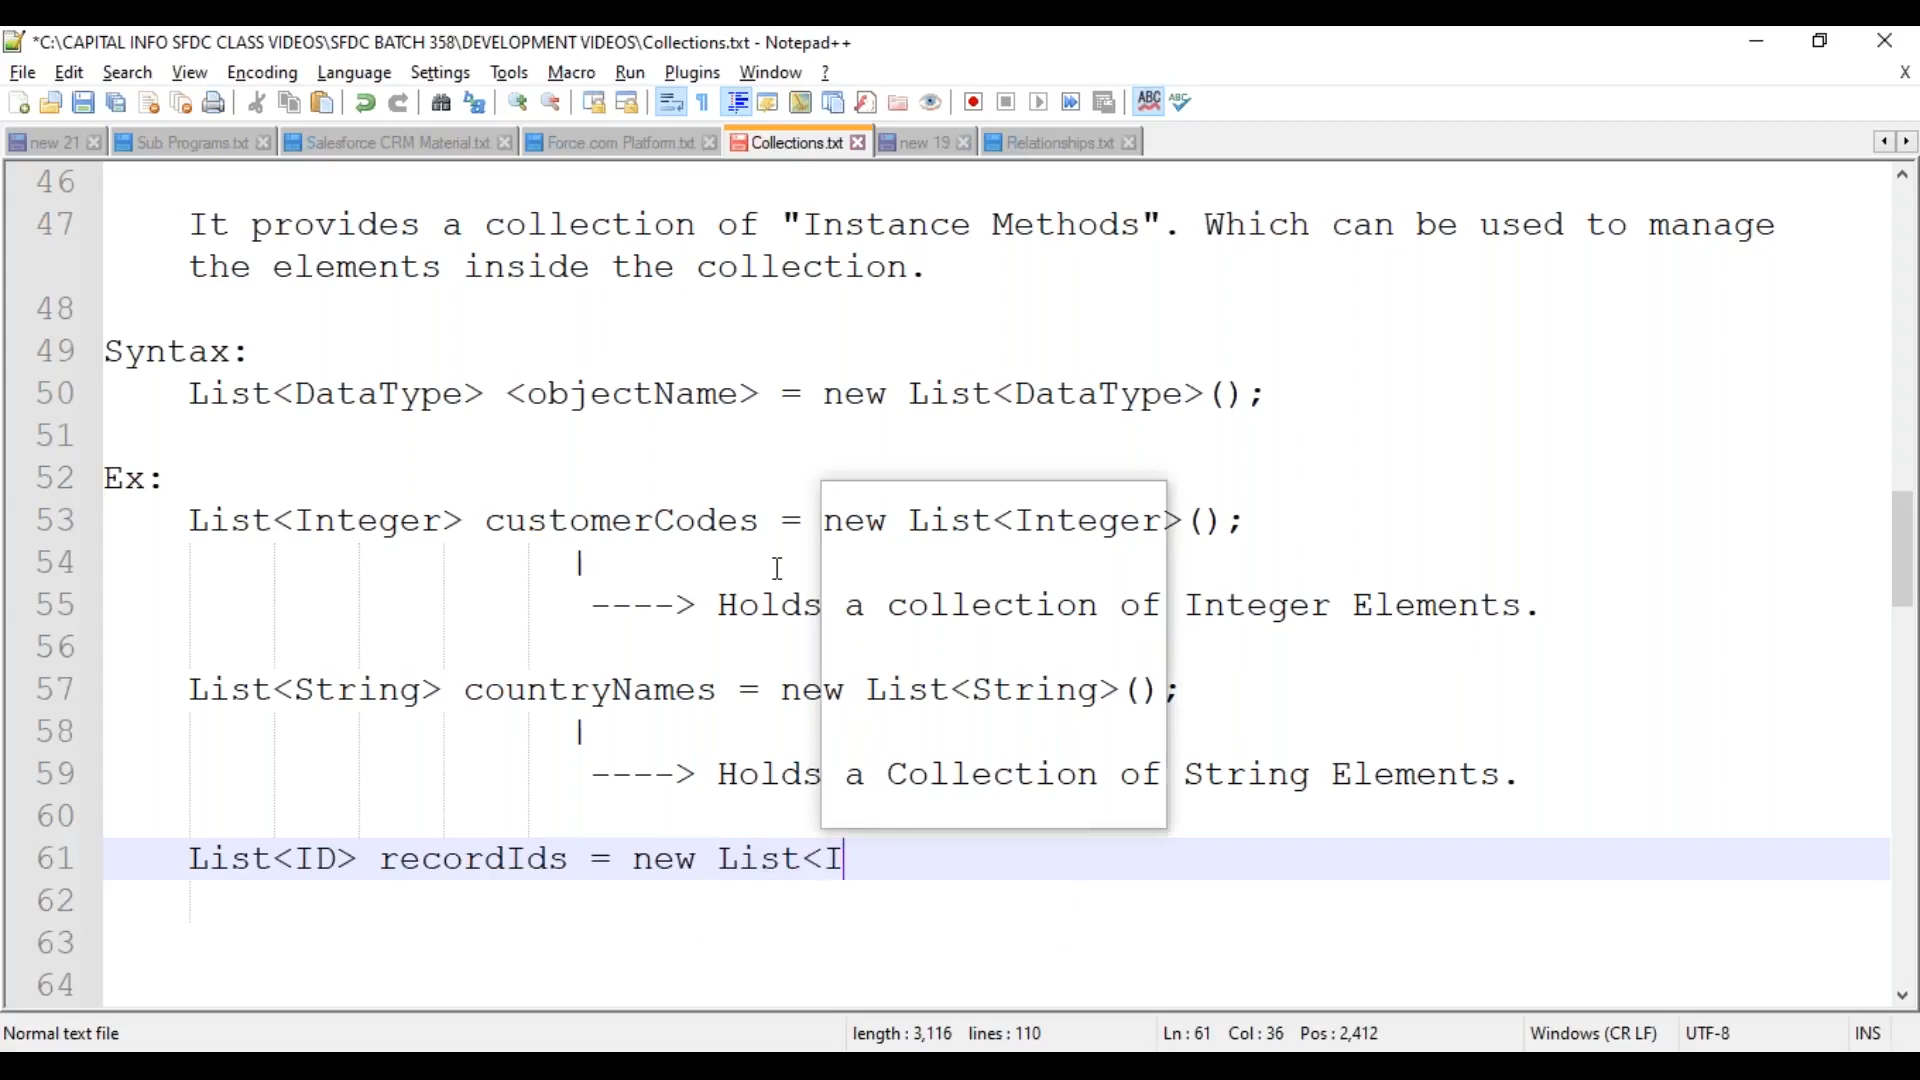 *C:\CAPITAL INFO SFDC CLASS VIDEOS\SFDC BATCH 358\DEVELOPMENT VIDEOS\Collections.txt - Notepad++
File Edit Search View Encoding Language Settings Tools Macro Run Plugins Window ? X
new 21 Sub Programs.txt Salesforce CRM Material.txt Force.com Platform.txt Collections.txt new 19 Relationships.txt
46
47 It provides a collection of "Instance Methods". Which can be used to manage
the elements inside the collection.
48
49 Syntax:
50 List<DataType> <objectName> = new List<DataType>();
51
52 Ex:
53 List<Integer> customerCodes = new List<Integer>();
54 |
55 ----> Holds a collection of Integer Elements.
56
57 List<String> countryNames = new List<String>();
58 |
59 ----> Holds a Collection of String Elements.
60
61 List<ID> recordIds = new List<I
62
63
64
Normal text file length : 3,116 lines : 110 Ln : 61 Col : 36 Pos : 2,412 Windows (CR LF) UTF-8 INS